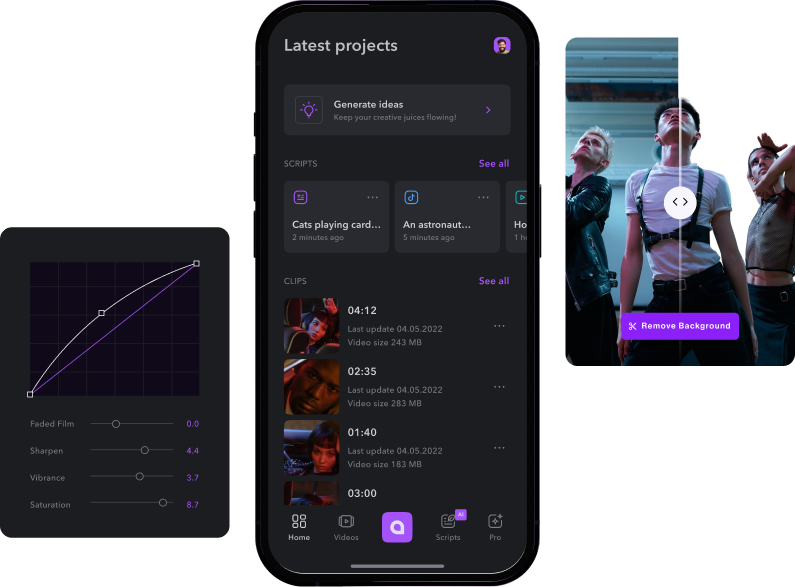 Latest projects
Generate ideas
Keep your creative juices flowing!
SCRIPTS
See all
Cats playing card...
2 minutes ago
An astronaut...
5 minutes ago
Ho
1 h
CLIPS
See all
04:12
Last update 04.05.2022
Video size 243 MB
02:35
Last update 04.05.2022
Video size 283 MB
01:40
Last update 04.05.2022
Video size 183 MB
03:00
Home
Videos
AI
Scripts
Pro
Faded Film 0.0
Sharpen 4.4
Vibrance 3.7
Saturation 8.7
Remove Background